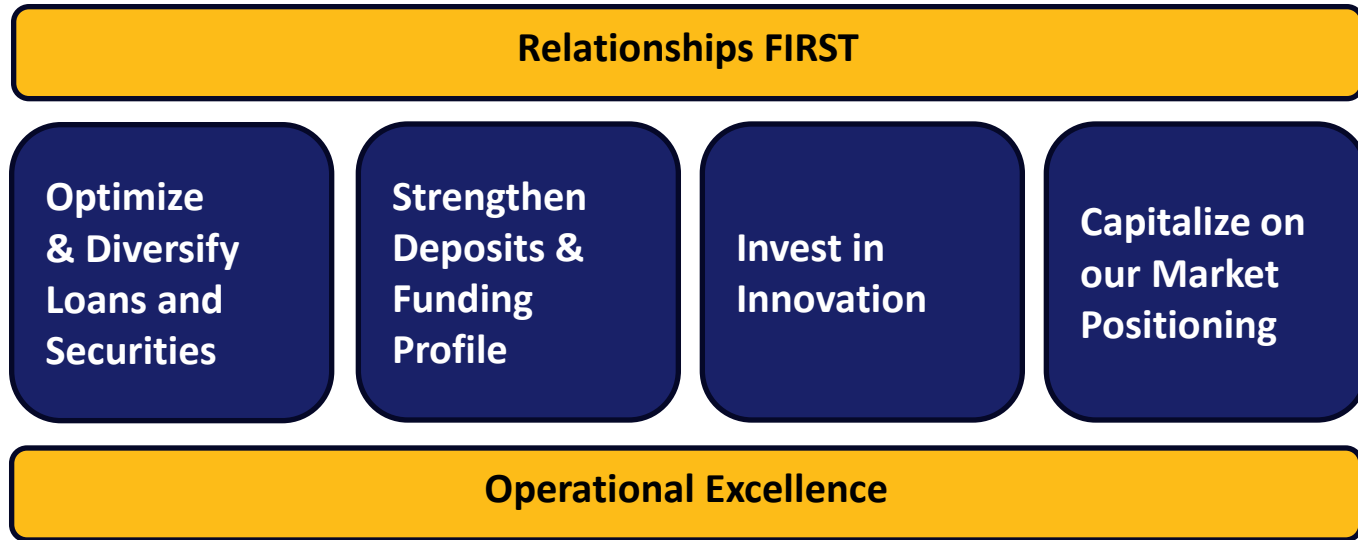 Relationships FIRST
Optimize
& Diversify
Loans and
Securities
Strengthen
Deposits &
Funding
Profile
Invest in
Innovation
Capitalize on
our Market
Positioning
Operational Excellence